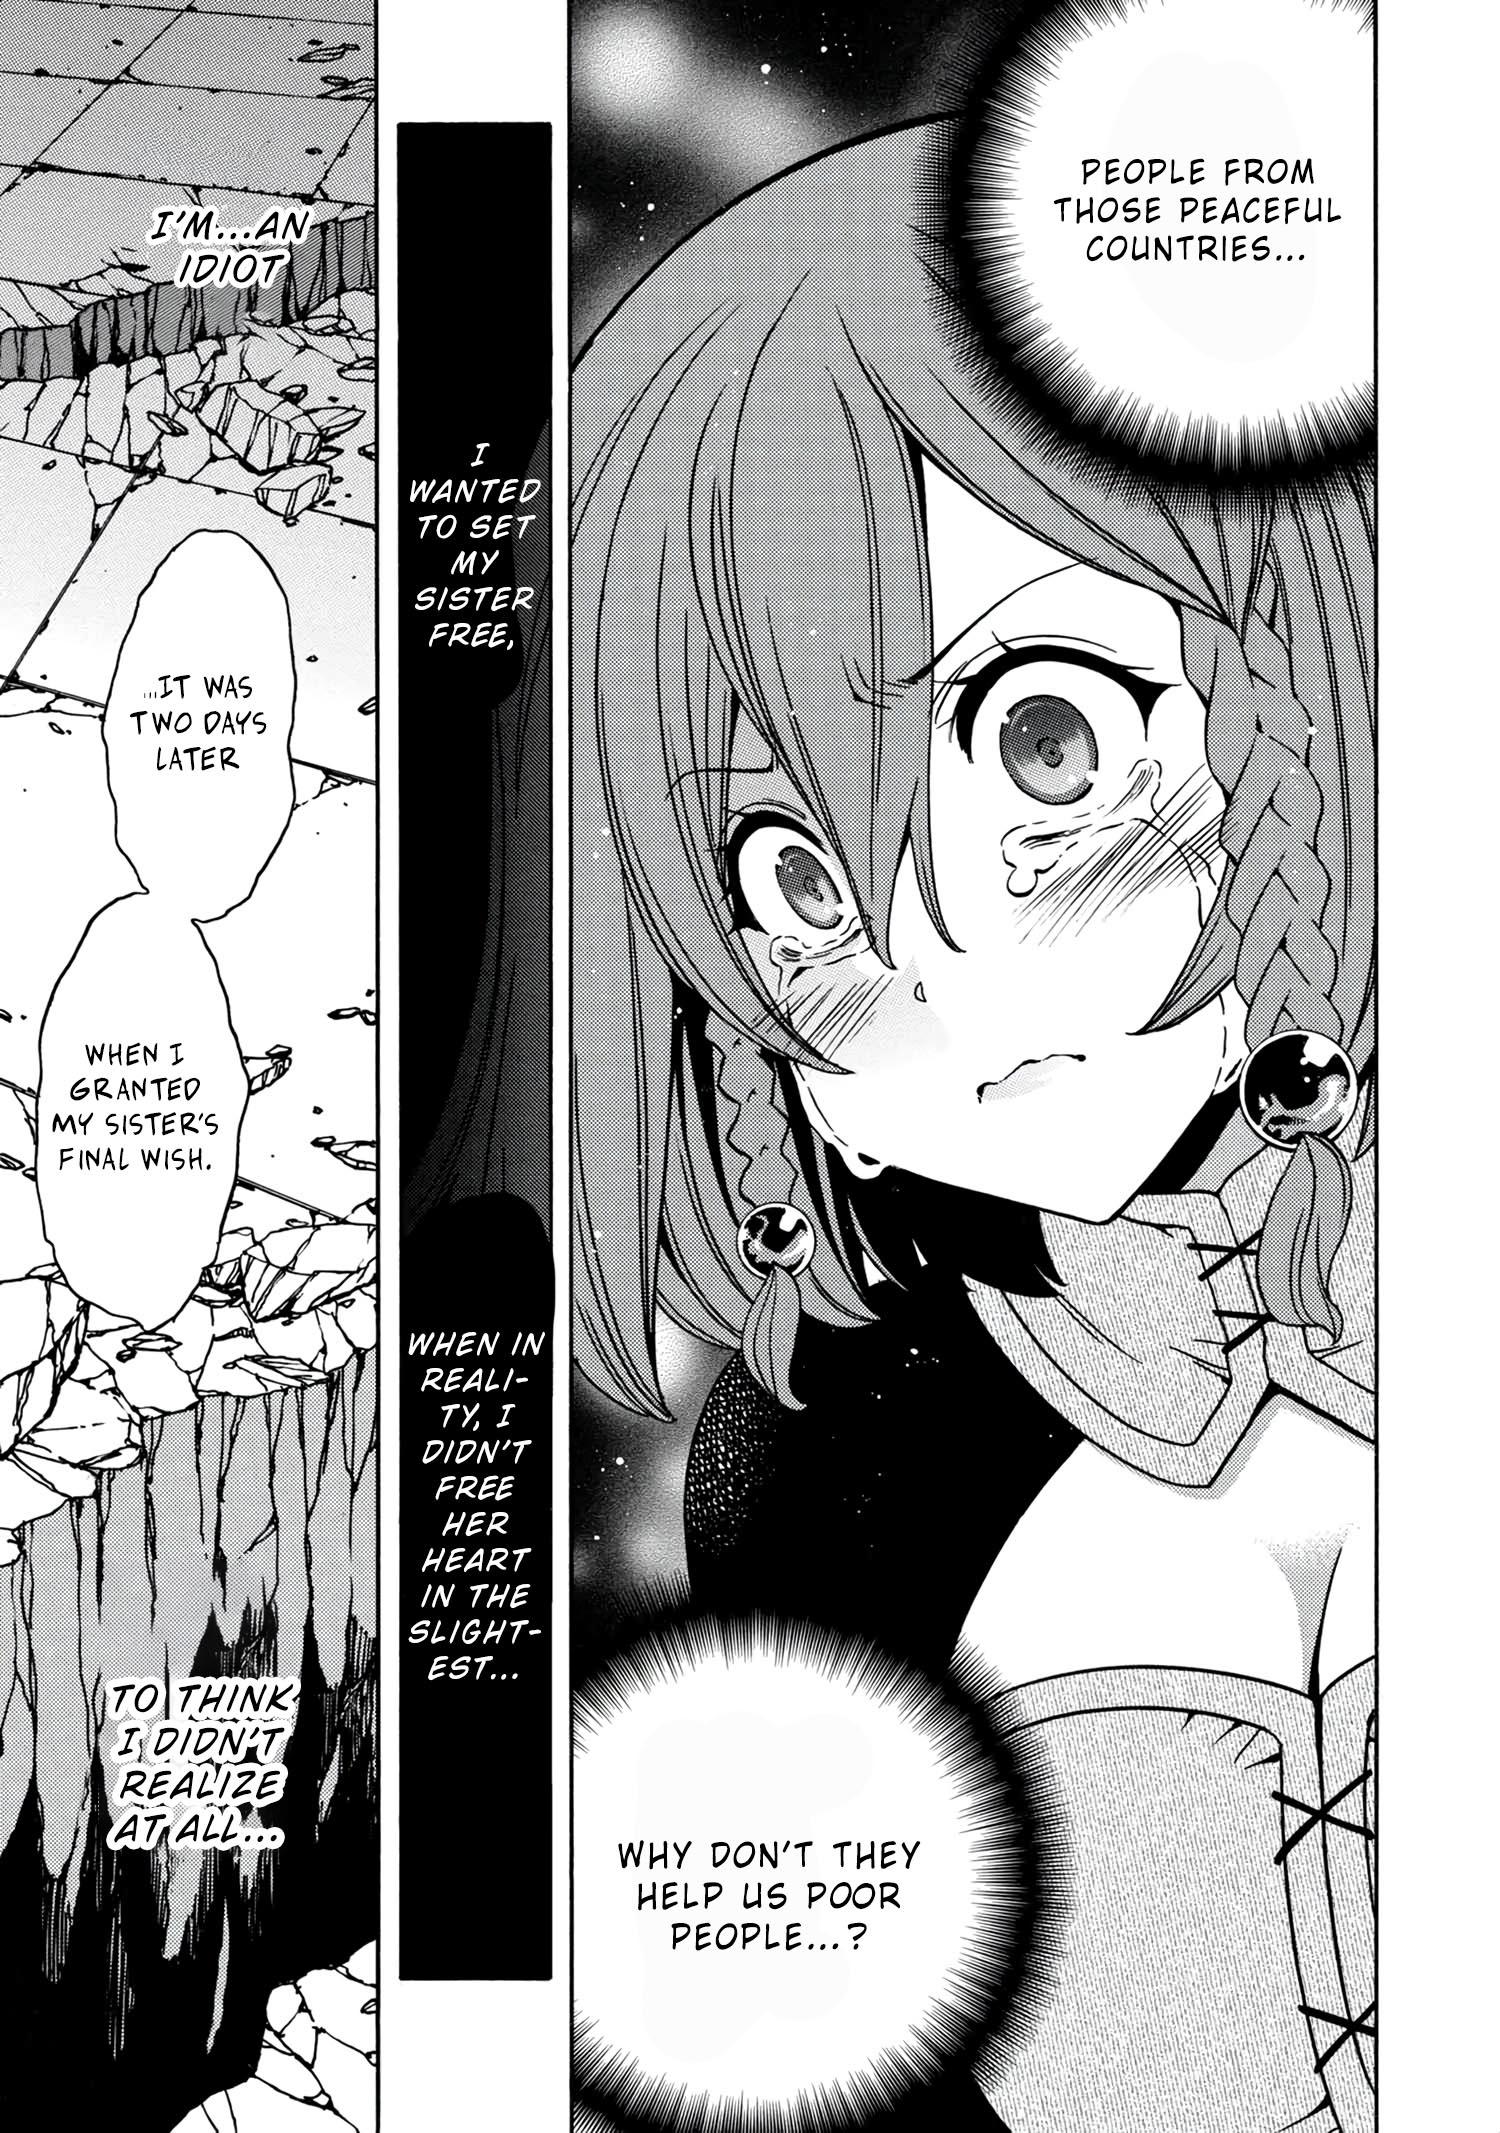 PEOPLE FROM
THOSE PEACEFUL
COUNTRIES...
WHY DON'T THEY
HELP US POOR
PEOPLE...?
I
WANTED
TO SET
MY
SISTER
FREE,
WHEN IN
REALI-
TY, I
DIDN'T
FREE
HER
HEART
IN THE
SLIGHT-
EST...
I'M...AN
IDIOT
...IT WAS
TWO DAYS
LATER
WHEN I
GRANTED
MY SISTER'S
FINAL WISH.
TO THINK
I DIDN'T
REALIZE
AT ALL...